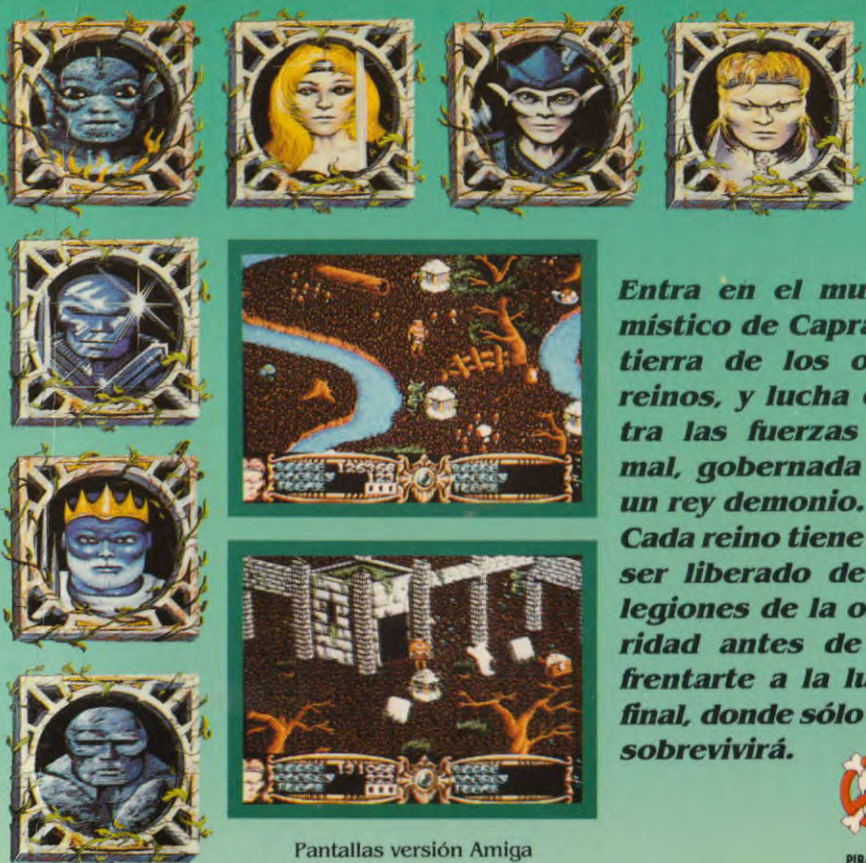 Entra en el mu
místico de Capra
tierra de los o
reinos, y lucha
tra las fuerzas
mal, gobernada
un rey demonio.
Cada reino tiene
ser liberado de
legiones de la o
ridad antes de
frentarte a la lu
final, donde sólo
sobrevivirá.
Pantallas versión Amiga